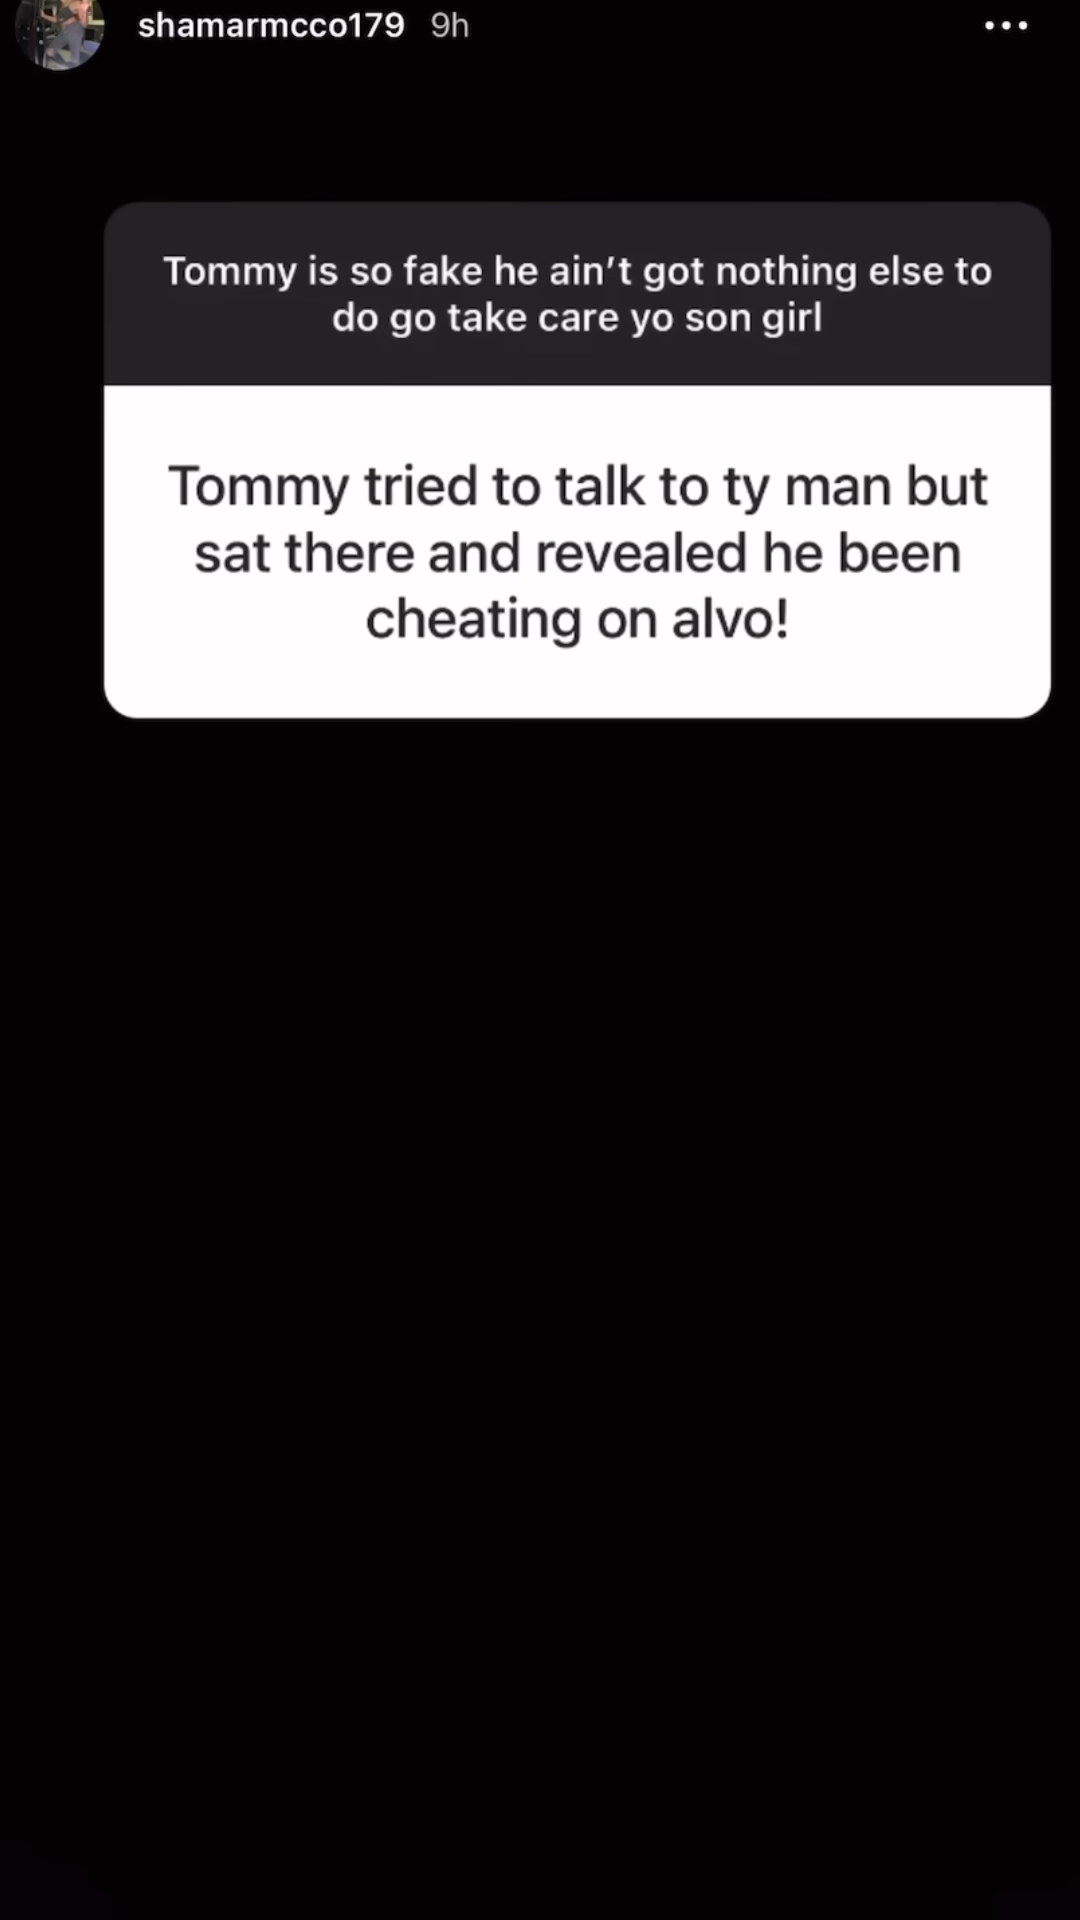 shamarmcco179 9h
Tommy is so fake he ain’t got nothing else to
do go take care yo son girl
Tommy tried to talk to ty man but
sat there and revealed he been
cheating on alvo!